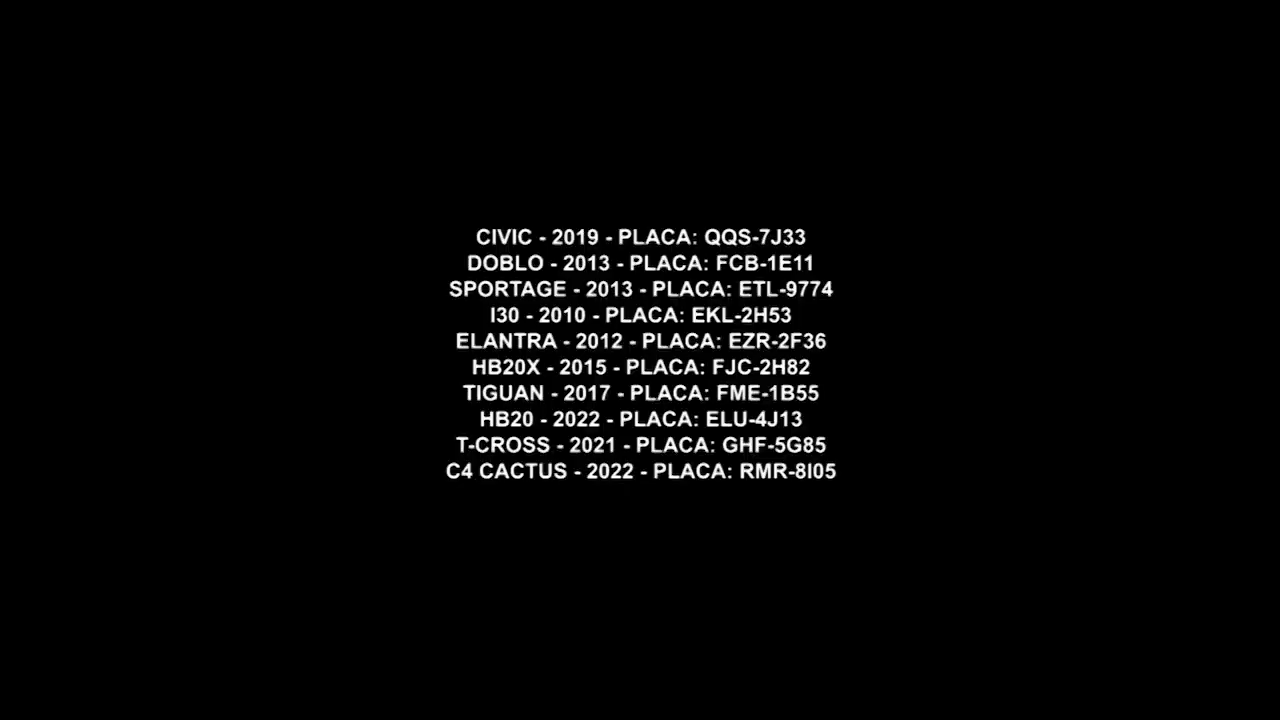 CIVIC - 2019 - PLACA: QQS-7J33
DOBLO - 2013 - PLACA: FCB-1E11
SPORTAGE - 2013 - PLACA: ETL-9774
I30 - 2010 - PLACA: EKL-2H53
ELANTRA - 2012 - PLACA: EZR-2F36
HB20X - 2015 - PLACA: FJC-2H82
TIGUAN - 2017 - PLACA: FME-1B55
HB20 - 2022 - PLACA: ELU-4J13
T-CROSS - 2021 - PLACA: GHF-5G85
C4 CACTUS - 2022 - PLACA: RMR-8I05